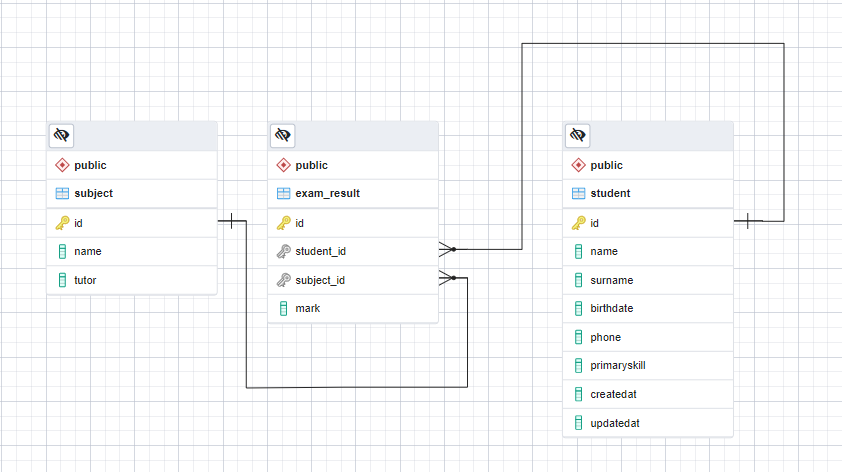 public
subject
id
name
tutor
public
exam_result
id
student_id
subject_id
mark
public
student
id
name
surname
birthdate
phone
primaryskill
createdat
updatedat